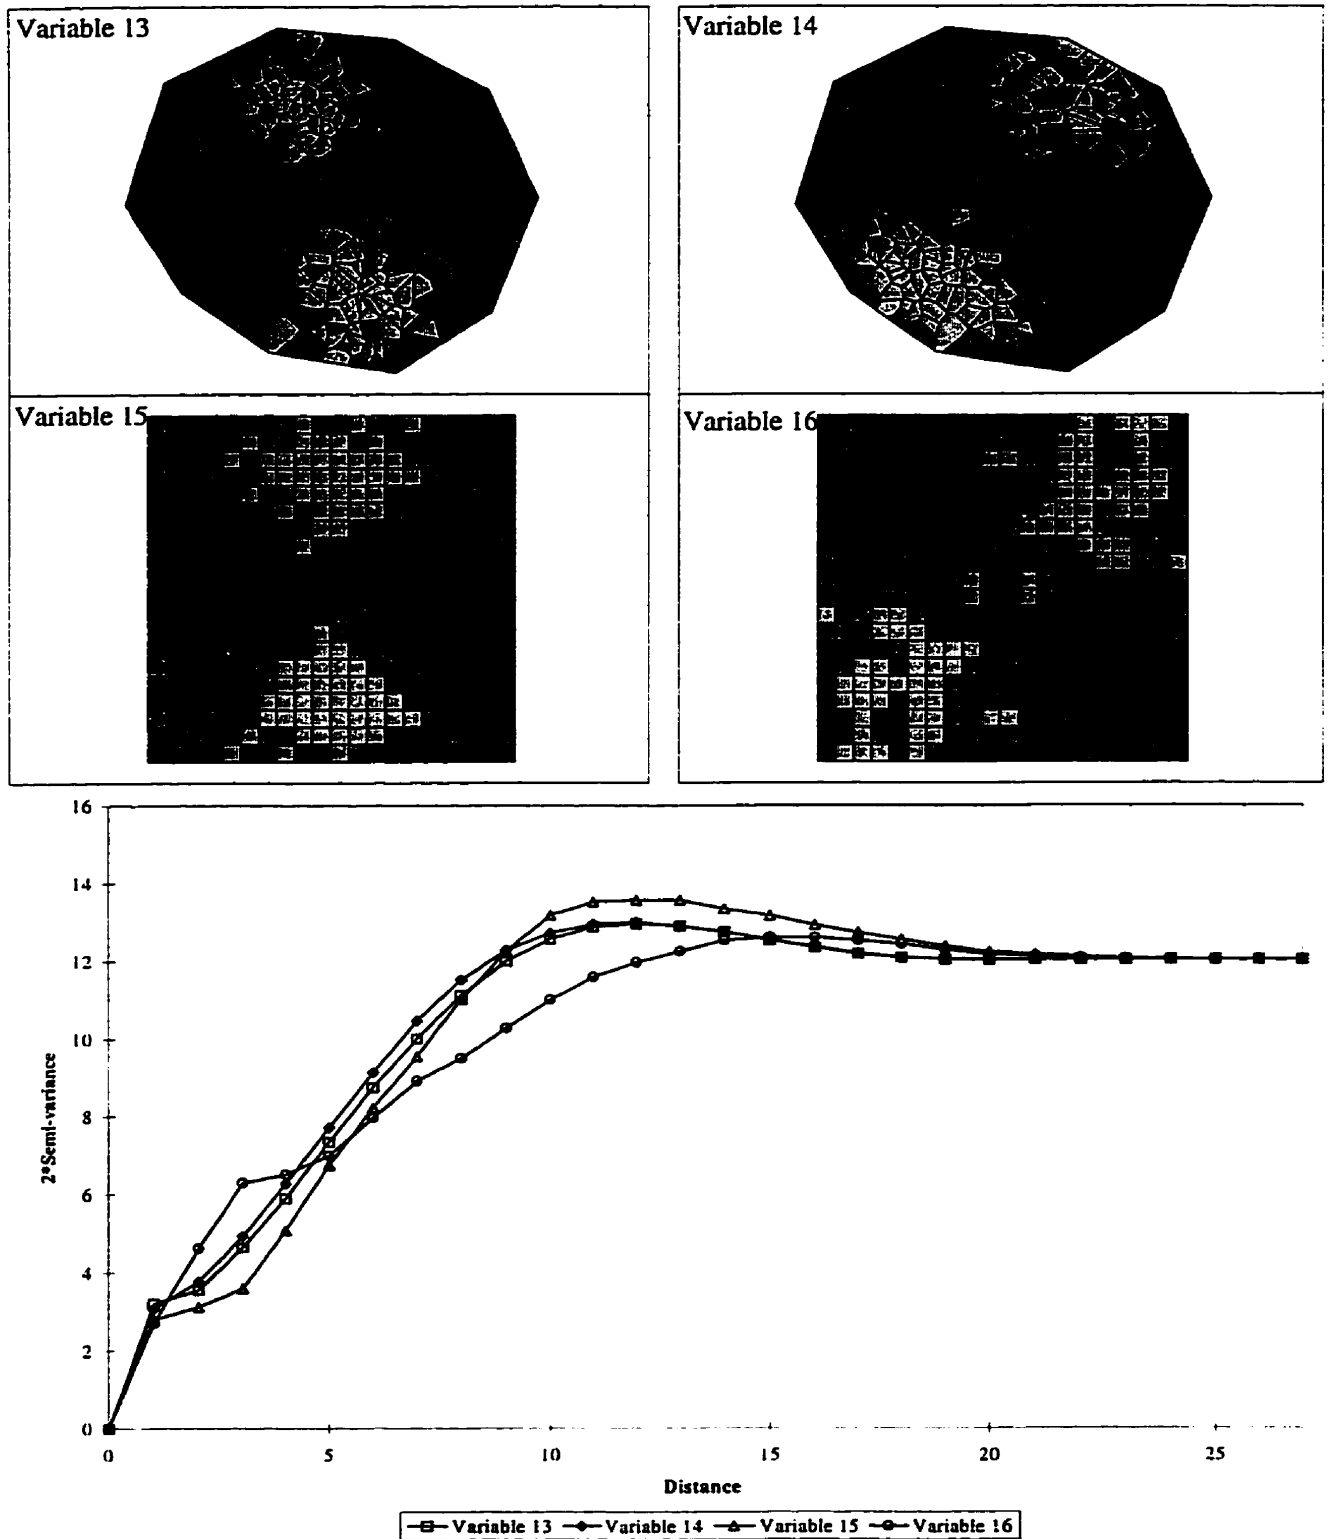 Variable 13
Variable 14
Variable 15
Variable 16
16
14
12
10
8
6
4
2
0
2*Semi-variance
0 5 10 15 20 25
Distance
Variable 13 Variable 14 Variable 15 Variable 16